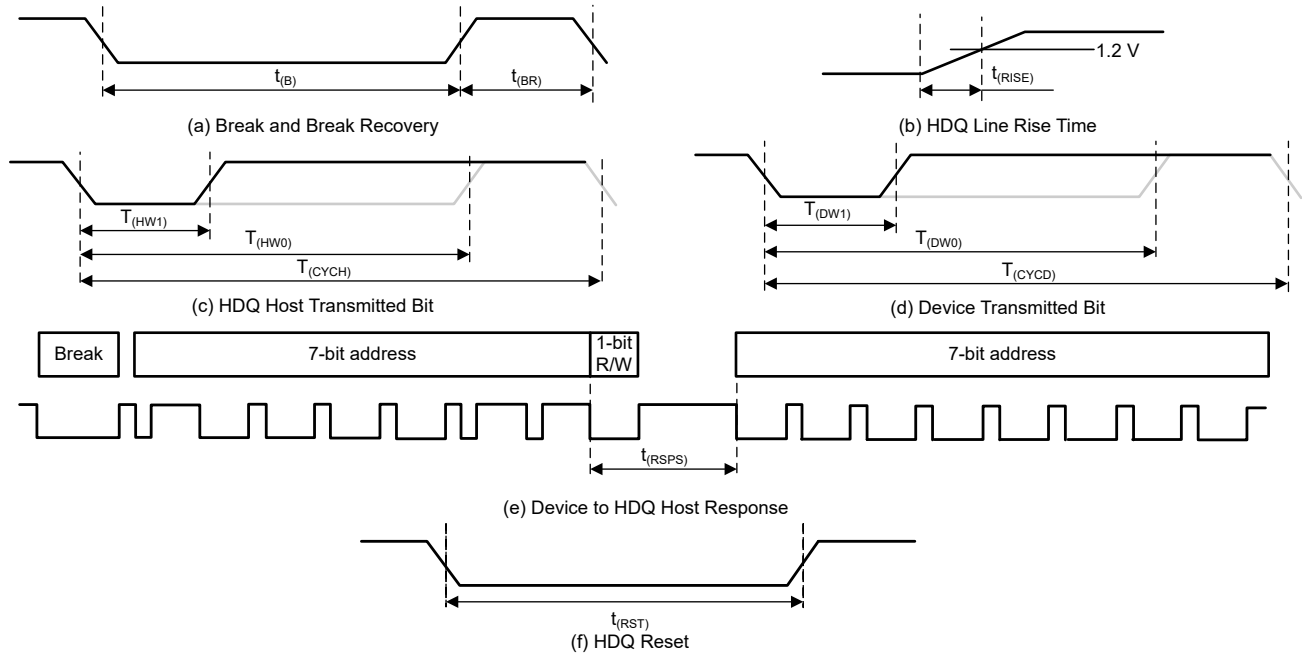 t(B)
t(BR)
(a) Break and Break Recovery
1.2 V
t(RISE)
(b) HDQ Line Rise Time
T(HW1)
T(HW0)
T(CYCH)
(c) HDQ Host Transmitted Bit
T(DW1)
T(DW0)
T(CYCD)
(d) Device Transmitted Bit
Break
7-bit address
1-bit
R/W
7-bit address
t(RSPS)
(e) Device to HDQ Host Response
t(RST)
(f) HDQ Reset